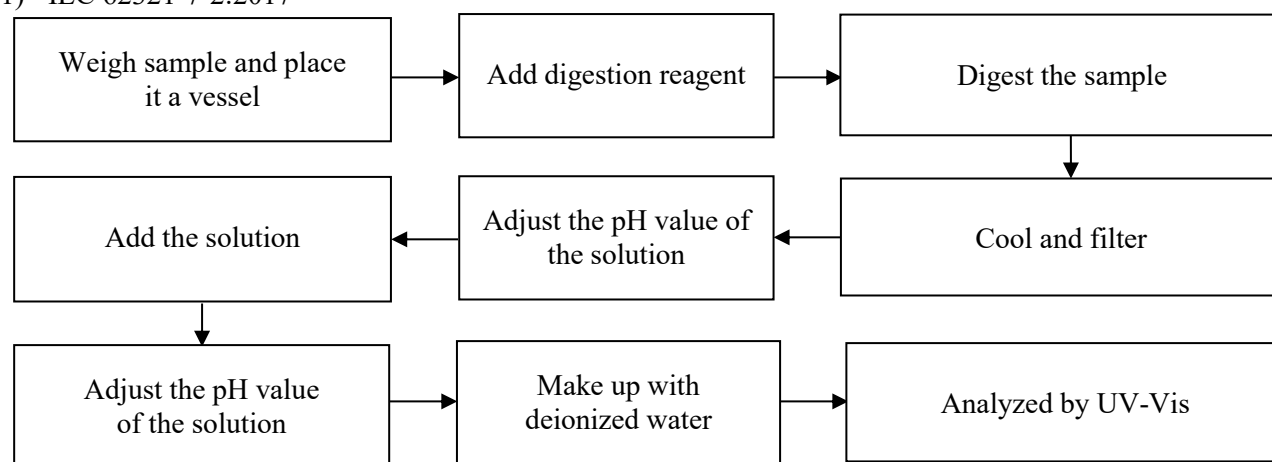 1) IEC 62321-7-2:2017
Weigh sample and place
it a vessel
Add digestion reagent
Digest the sample
Cool and filter
Adjust the pH value of
the solution
Add the solution
Adjust the pH value
of the solution
Make up with
deionized water
Analyzed by UV-Vis